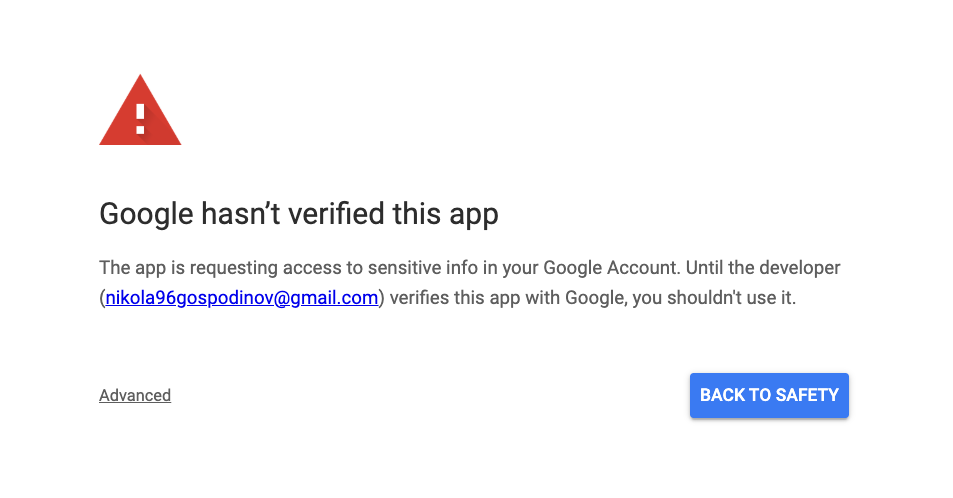 Google hasn’t verified this app
The app is requesting access to sensitive info in your Google Account. Until the developer
(nikola96gospodinov@gmail.com) verifies this app with Google, you shouldn't use it.
Advanced
BACK TO SAFETY